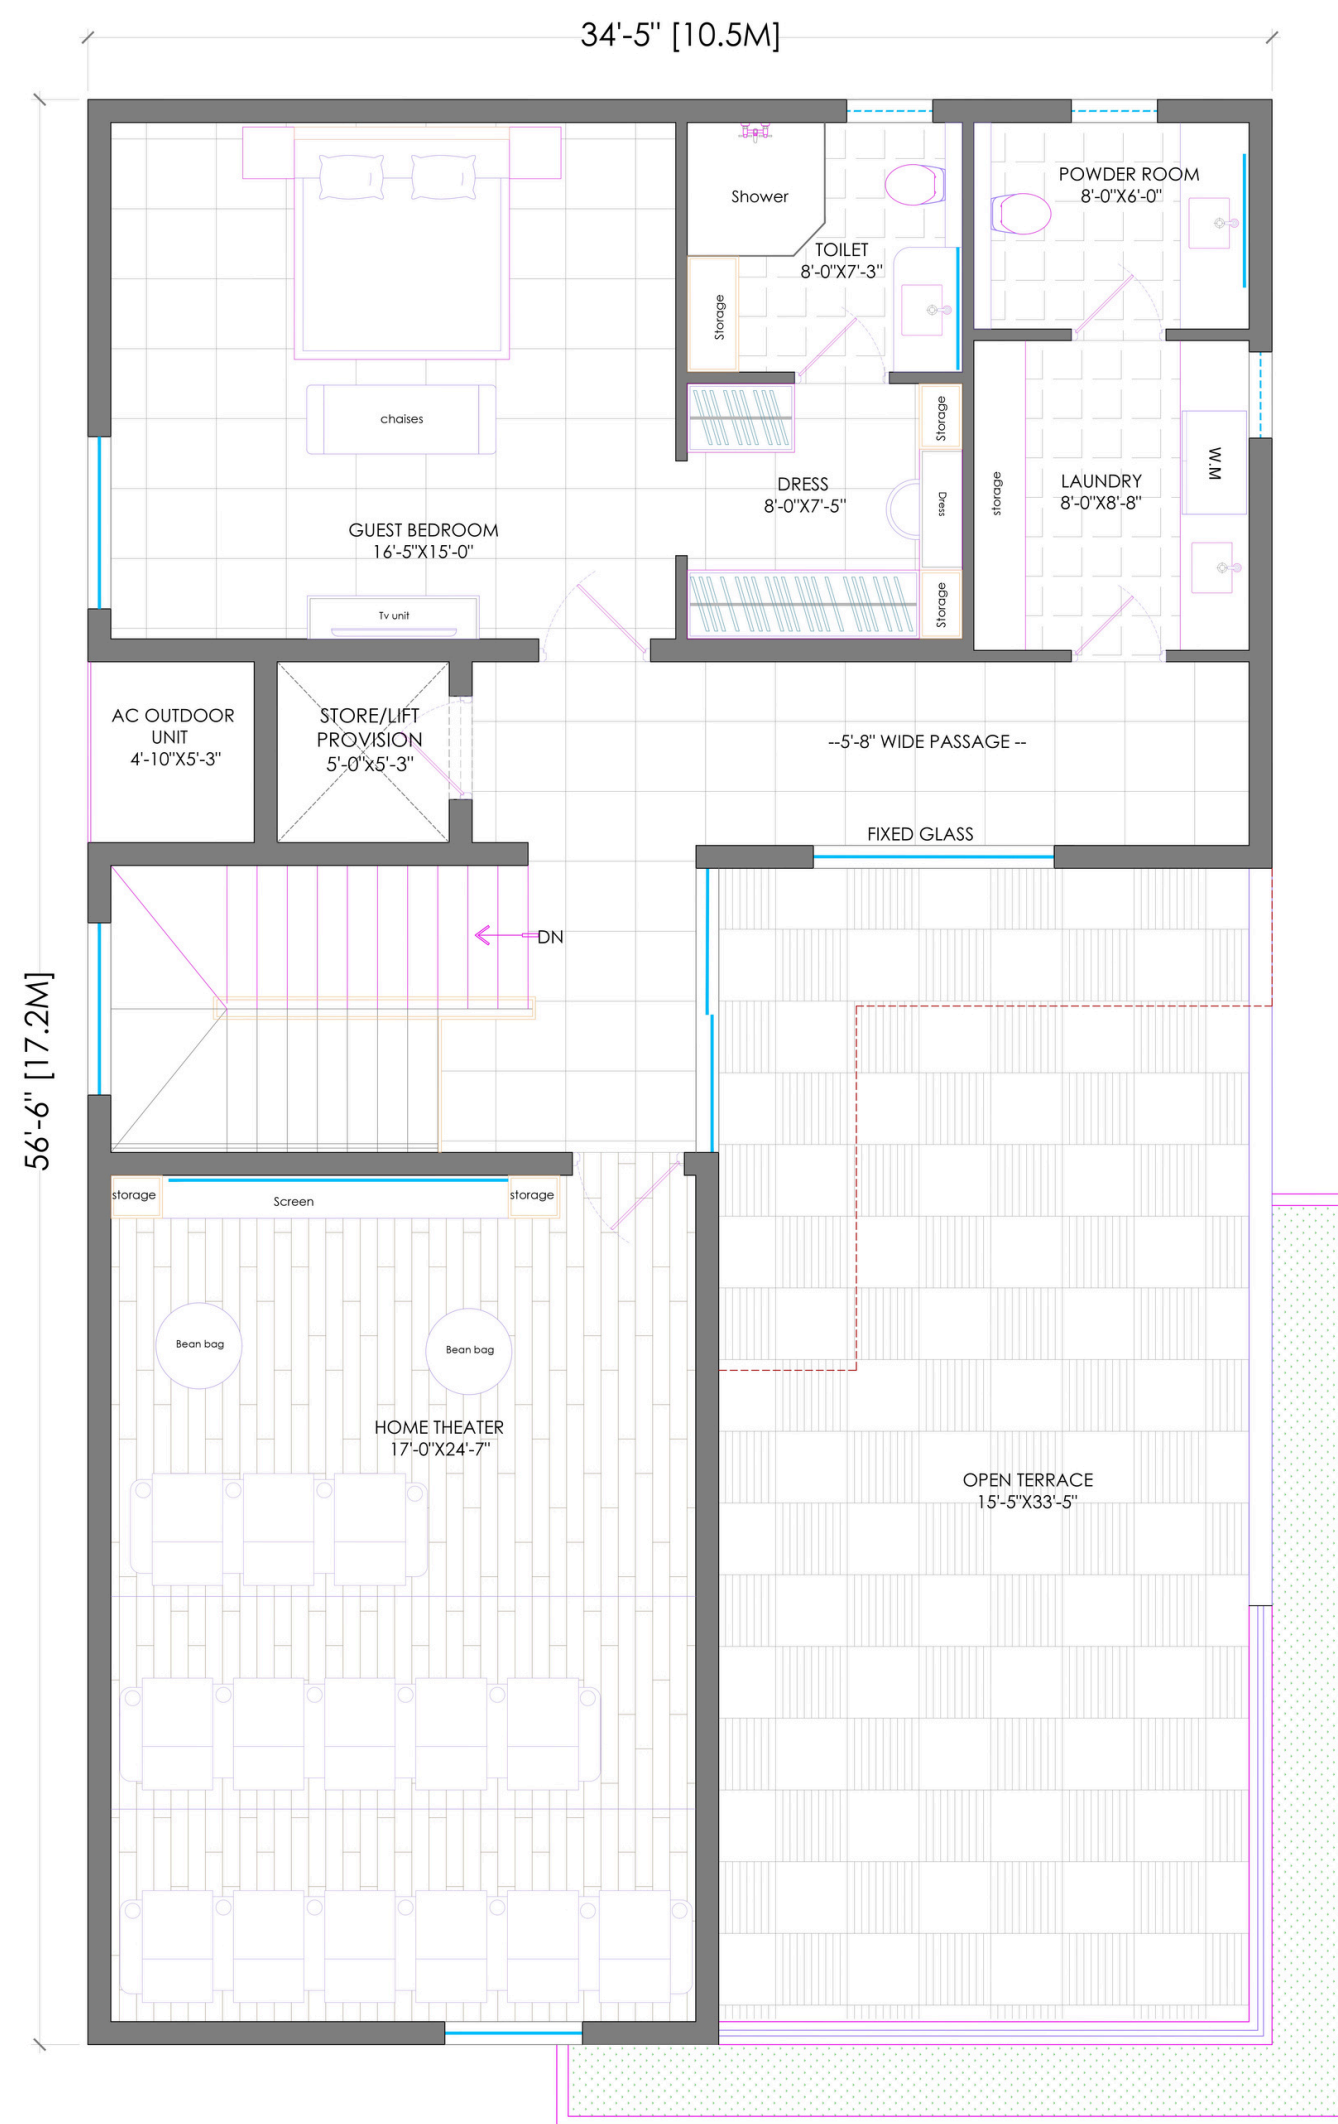 34'-5" [10.5M]
POWDER ROOM
8'-0"X6'-0"
Shower
TOILET
8'-0"X7'-3"
Storage
chaises
Storage
DRESS
8'-0"X7'-5"
Dress
Storage
storage
LAUNDRY
8'-0"X8'-8"
W.M
GUEST BEDROOM
16'-5"X15'-0"
Tv unit
AC OUTDOOR
UNIT
4'-10"X5'-3"
STORE/LIFT
PROVISION
5'-0"x5'-3"
--5'-8" WIDE PASSAGE --
FIXED GLASS
DN
56'-6" [17.2M]
storage
Screen
storage
Bean bag
Bean bag
HOME THEATER
17'-0"X24'-7"
OPEN TERRACE
15'-5"X33'-5"